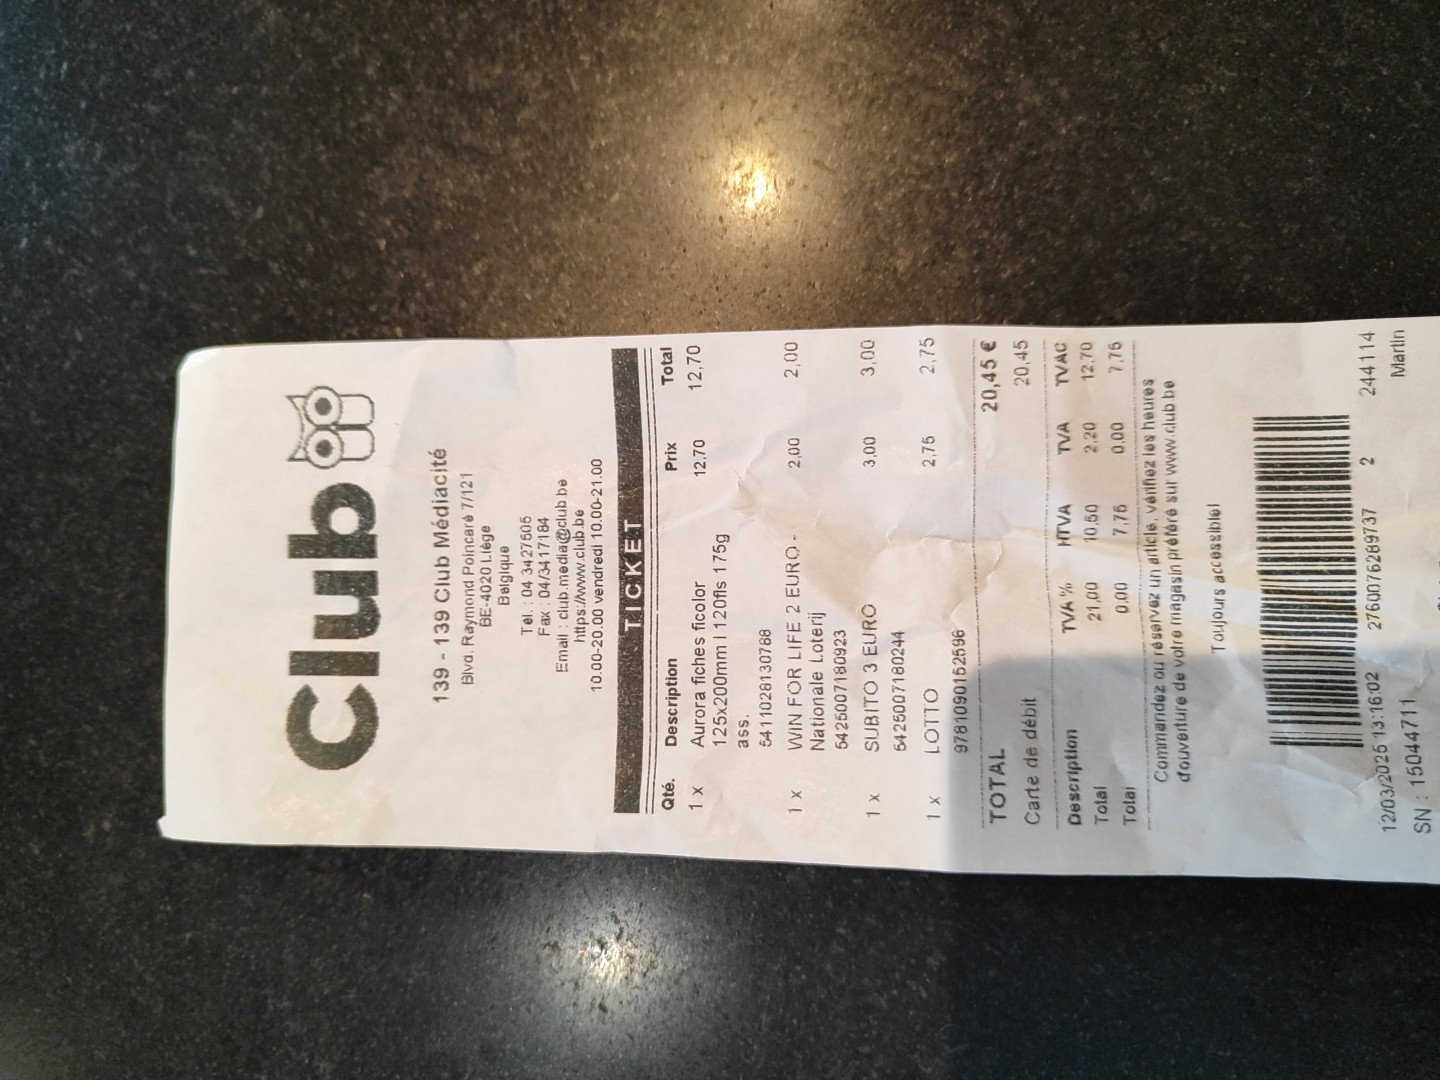 Club
139 - 139 Club Médiacité
Blvd. Raymond Poincaré 7/121
BE-4020 Liège
Belgique
Tel. : 04 3427605
Fax : 04/3417184
Email : club.media@club.be
https://www.club.be
10.00-20.00 vendredi 10.00-21.00
TICKET
Qté. Description Prix Total
1 x Aurora fiches ficolor 12,70 12,70
125x200mm l 120fls 175g
ass.
5411028130788
1 x WIN FOR LIFE 2 EURO - 2,00 2,00
Nationale Loterij
5425007180923
1 x SUBITO 3 EURO 3,00 3,00
5425007180244
1 x LOTTO 2,75 2,75
9781090152596
TOTAL 20,45 €
Carte de débit 20,45
Description TVA % HTVA TVA TVAC
Total 21,00 10,50 2,20 12,70
Total 0,00 7,75 0,00 7,75
Commandez ou réservez un article, vérifiez les heures
d'ouverture de votre magasin préféré sur www.club.be
Toujours accessible!
12/03/2025 13:16:02 2760076289737 2 244114
SN : 15044711 Martin